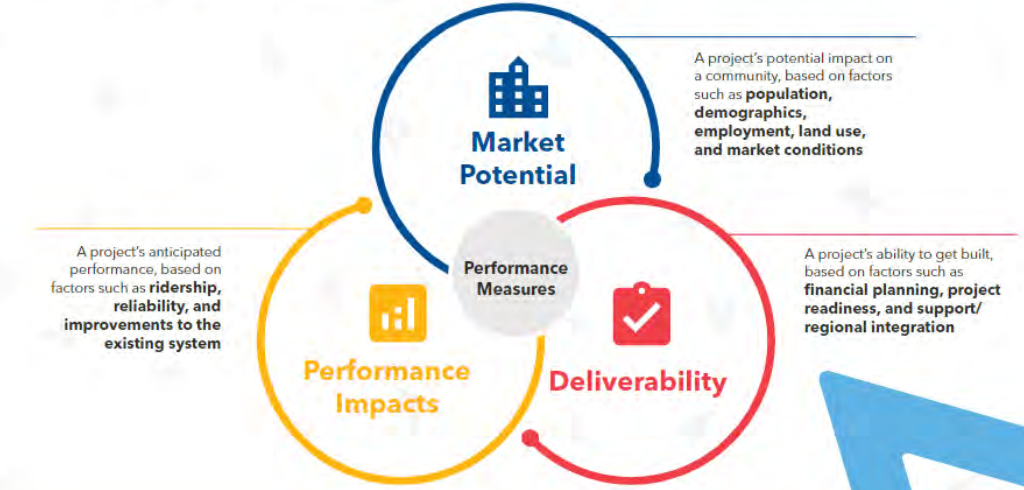 A project's potential impact on
a community, based on factors
such as population,
demographics,
employment, land use,
and market conditions
Market
Potential
A project's anticipated
performance, based on
factors such as ridership,
reliability, and
improvements to the
existing system
Performance
Measures
A project's ability to get built,
based on factors such as
financial planning, project
readiness, and support/
regional integration
Performance
Impacts
Deliverability